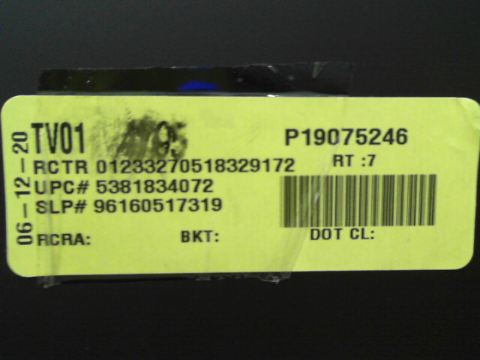 06-12-20
TV01 P19075246
RCTR 01233270518329172 RT :7
UPC# 5381834072
SLP# 96160517319
RCRA: BKT: DOT CL: